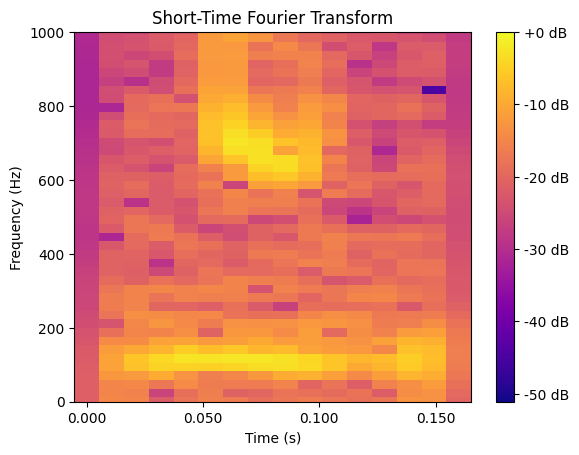 Short-Time Fourier Transform
1000
800
600
400
200
0
Frequency (Hz)
0.000
0.050
0.100
0.150
Time (s)
+0 dB
-10 dB
-20 dB
-30 dB
-40 dB
-50 dB